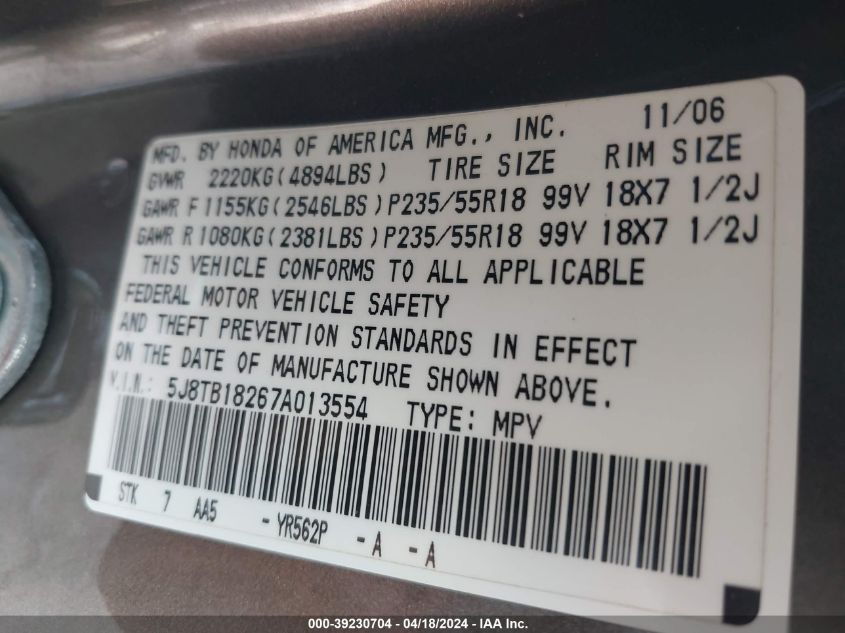 MFD. BY HONDA OF AMERICA MFG., INC. 11/06
GVWR 2220KG(4894LBS) TIRE SIZE RIM SIZE
GAWR F 1155KG(2546LBS)P235/55R18 99V 18X7 1/2J
GAWR R 1080KG(2381LBS)P235/55R18 99V 18X7 1/2J
THIS VEHICLE CONFORMS TO ALL APPLICABLE
FEDERAL MOTOR VEHICLE SAFETY
AND THEFT PREVENTION STANDARDS IN EFFECT
ON THE DATE OF MANUFACTURE SHOWN ABOVE.
V.I.N.: 5J8TB18267A013554 TYPE: MPV
STK 7 AA5 -YR562P -A -A
000-39230704 - 04/18/2024 - IAA Inc.